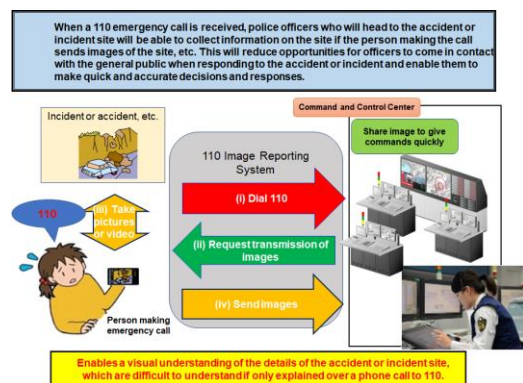 When a 110 emergency call is received, police officers who will head to the accident or
incident site will be able to collect information on the site if the person making the call
sends images of the site, etc. This will reduce opportunities for officers to come in contact
with the general public when responding to the accident or incident and enable them to
make quick and accurate decisions and responses.
Command and Control Center
Incident or accident, etc.
Share image to give
commands quickly
110 Image Reporting
System
(i) Dial 110
110
(iii) Take
pictures
or video
(ii) Request transmission of
images
(iv) Send images
Person making
emergency call
Enables a visual understanding of the details of the accident or incident site,
which are difficult to understand if only explained over a phone call to 110.